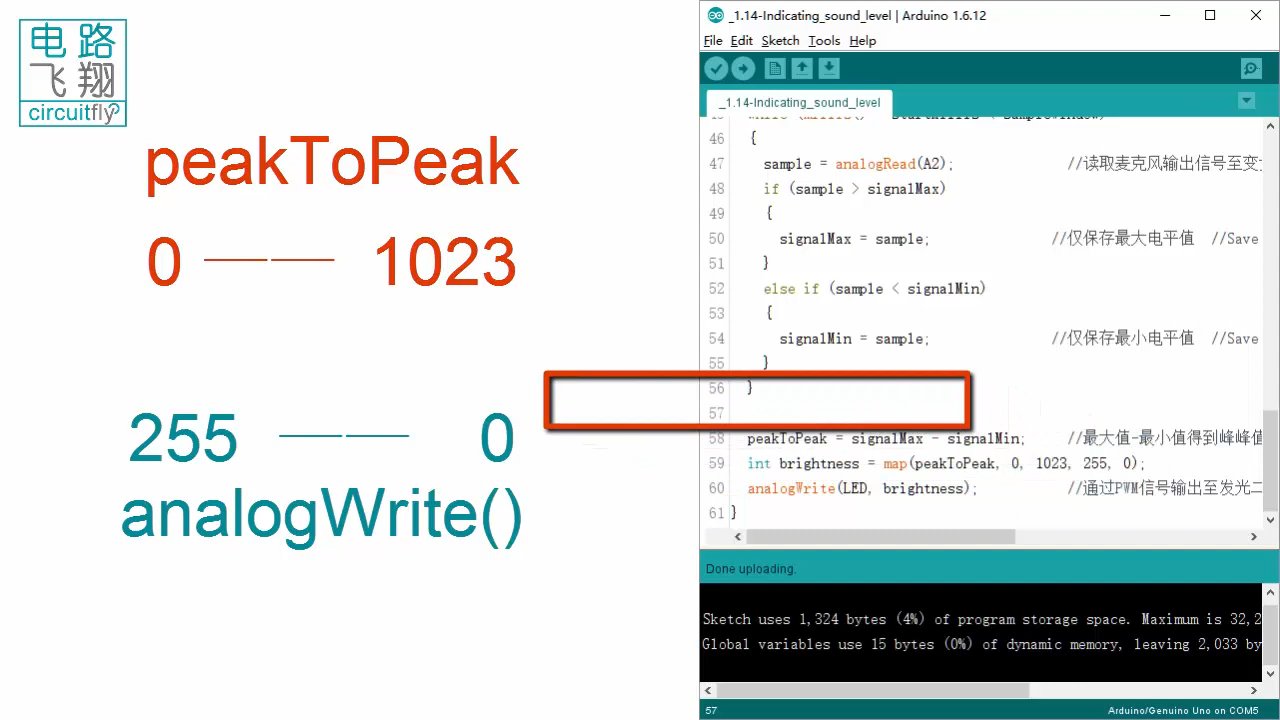 电路
飞翔
circuitfly
peakToPeak
0 —— 1023
255 —— 0
analogWrite()
_1.14-Indicating_sound_level | Arduino 1.6.12
File Edit Sketch Tools Help
_1.14-Indicating_sound_level
46 {
47 sample = analogRead(A2); //读取麦克风输出信号至变
48 if (sample > signalMax)
49 {
50 signalMax = sample; //仅保存最大电平值 //Save
51 }
52 else if (sample < signalMin)
53 {
54 signalMin = sample; //仅保存最小电平值 //Save
55 }
56 }
57
58 peakToPeak = signalMax - signalMin; //最大值-最小值得到峰峰值
59 int brightness = map(peakToPeak, 0, 1023, 255, 0);
60 analogWrite(LED, brightness); //通过PWM信号输出至发光二
61 }
Done uploading.
Sketch uses 1,324 bytes (4%) of program storage space. Maximum is 32,2
Global variables use 15 bytes (0%) of dynamic memory, leaving 2,033 by
57 Arduino/Genuino Uno on COM5